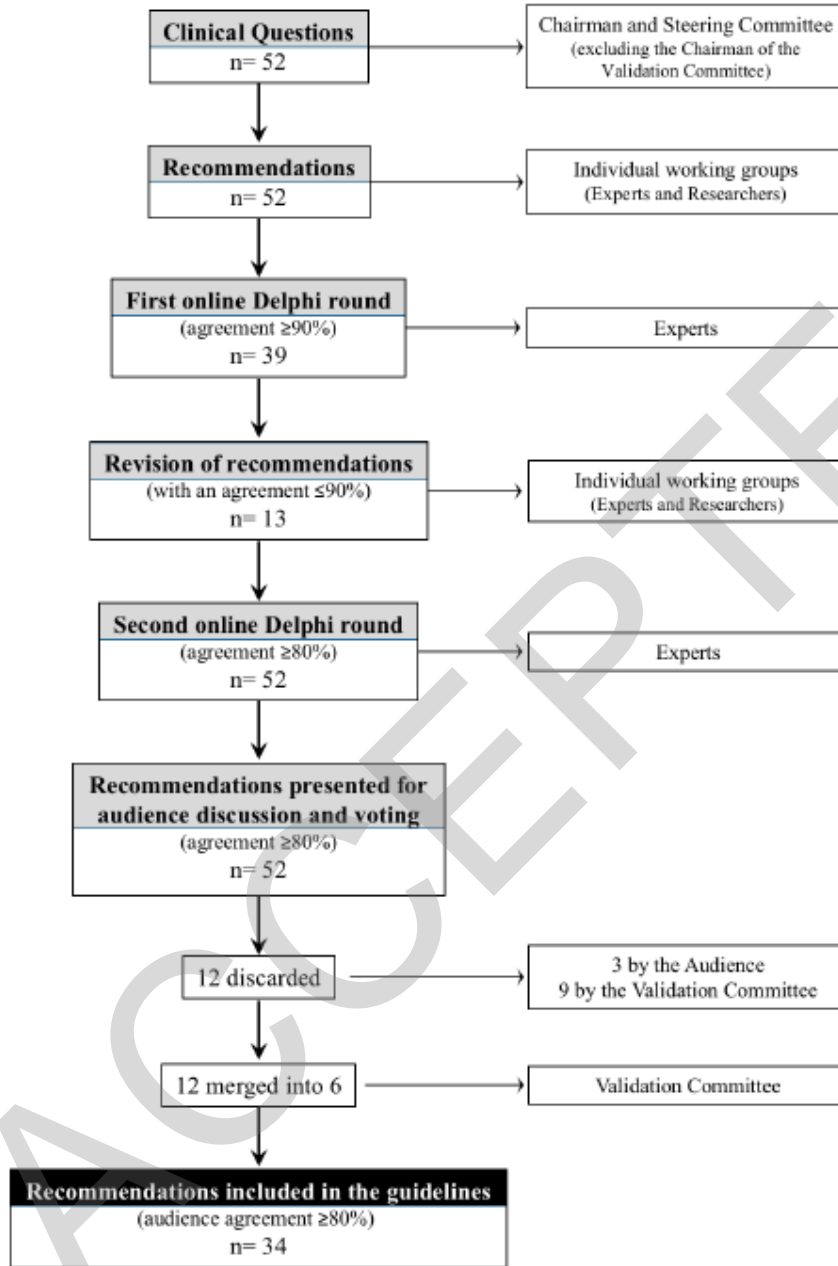 Clinical Questions
n= 52
Chairman and Steering Committee
(excluding the Chairman of the
Validation Committee)
Recommendations
n= 52
Individual working groups
(Experts and Researchers)
First online Delphi round
(agreement ≥90%)
n= 39
Experts
Revision of recommendations
(with an agreement ≤90%)
n= 13
Individual working groups
(Experts and Researchers)
Second online Delphi round
(agreement ≥80%)
n= 52
Experts
Recommendations presented for
audience discussion and voting
(agreement ≥80%)
n= 52
12 discarded
3 by the Audience
9 by the Validation Committee
12 merged into 6
Validation Committee
Recommendations included in the guidelines
(audience agreement ≥80%)
n= 34
ACCEPTE